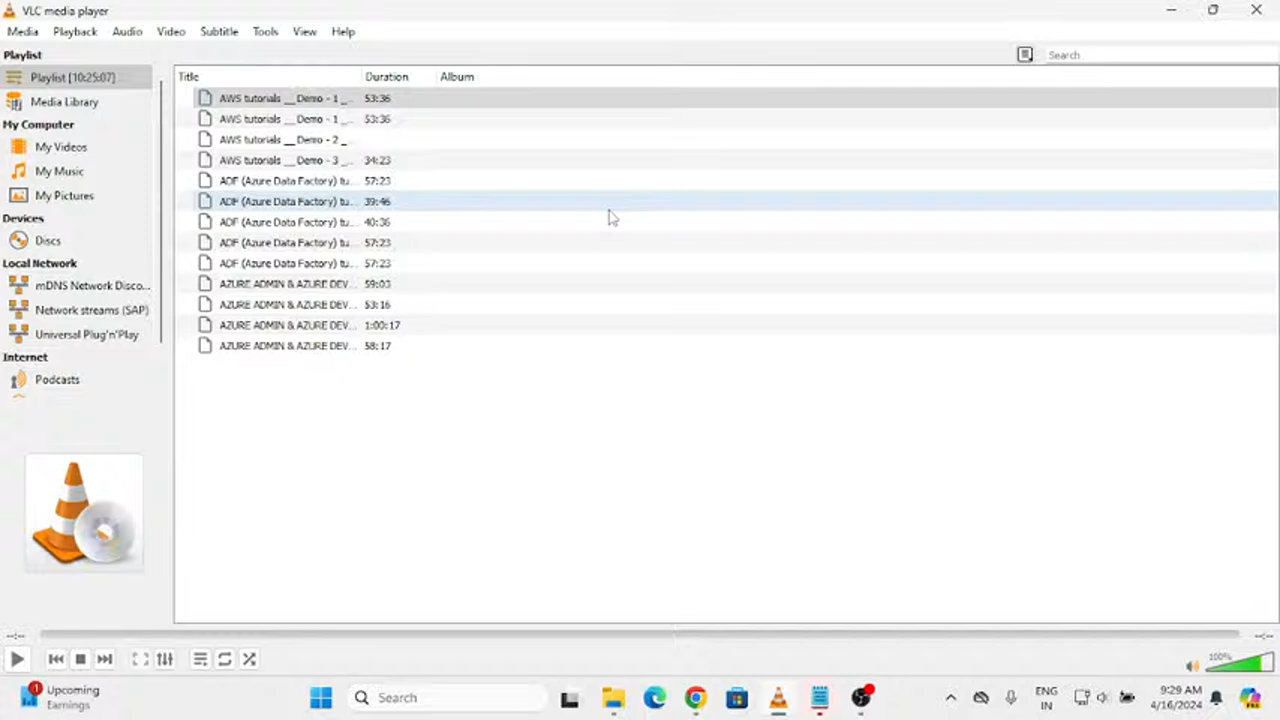 VLC media player
Media Playback Audio Video Subtitle Tools View Help
Playlist
Search
Playlist [10:25:07]
Media Library
My Computer
My Videos
My Music
My Pictures
Devices
Discs
Local Network
mDNS Network Disco...
Network streams (SAP)
Universal Plug'n'Play
Internet
Podcasts
Title Duration Album
AWS tutorials __ Demo - 1 _... 53:36
AWS tutorials __ Demo - 1 _... 53:36
AWS tutorials __ Demo - 2 _
AWS tutorials __ Demo - 3 _... 34:23
ADF (Azure Data Factory) tu... 57:23
ADF (Azure Data Factory) tu... 39:46
ADF (Azure Data Factory) tu... 40:36
ADF (Azure Data Factory) tu... 57:23
ADF (Azure Data Factory) tu... 57:23
AZURE ADMIN & AZURE DEV... 59:03
AZURE ADMIN & AZURE DEV... 53:16
AZURE ADMIN & AZURE DEV... 1:00:17
AZURE ADMIN & AZURE DEV... 58:17
--:-- --:--
100%
1
Upcoming
Earnings
Search
ENG
IN
9:29 AM
4/16/2024